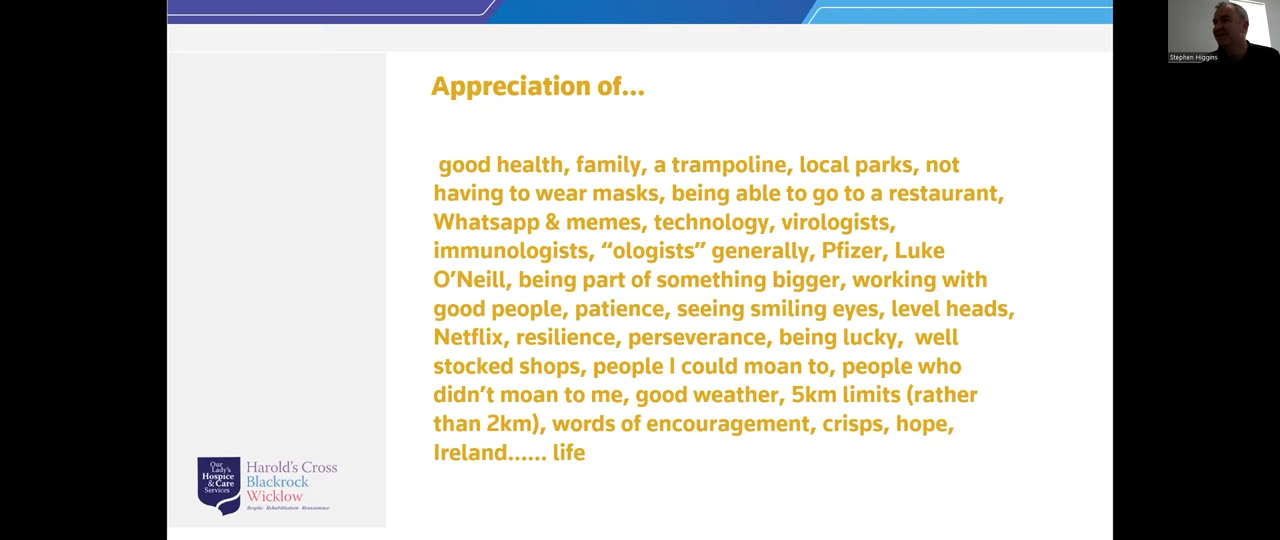 Stephen Higgins
Appreciation of...
good health, family, a trampoline, local parks, not
having to wear masks, being able to go to a restaurant,
Whatsapp & memes, technology, virologists,
immunologists, “ologists” generally, Pfizer, Luke
O’Neill, being part of something bigger, working with
good people, patience, seeing smiling eyes, level heads,
Netflix, resilience, perseverance, being lucky, well
stocked shops, people I could moan to, people who
didn’t moan to me, good weather, 5km limits (rather
than 2km), words of encouragement, crisps, hope,
Ireland...... life
Our
Lady's
Hospice
& Care
Services
Harold's Cross
Blackrock
Wicklow
Respite Rehabilitation Reassurance